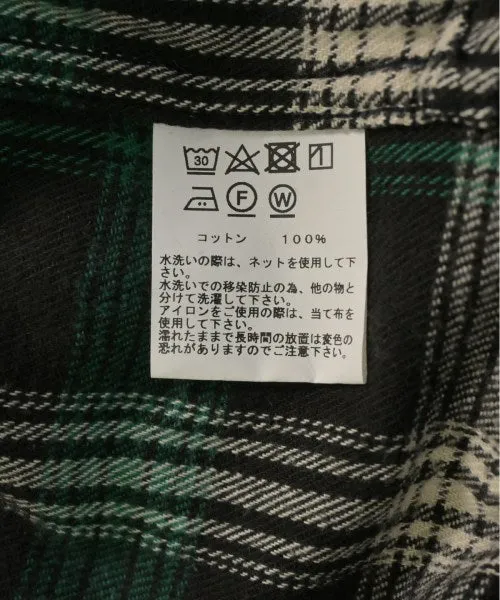 30
F W
コットン 100%
水洗いの際は、ネットを使用して下
さい。
水洗いでの移染防止の為、他の物と
分けて洗濯して下さい。
アイロンをご使用の際は、当て布を
使用して下さい。
濡れたままで長時間の放置は変色の
恐れがありますのでご注意下さい。